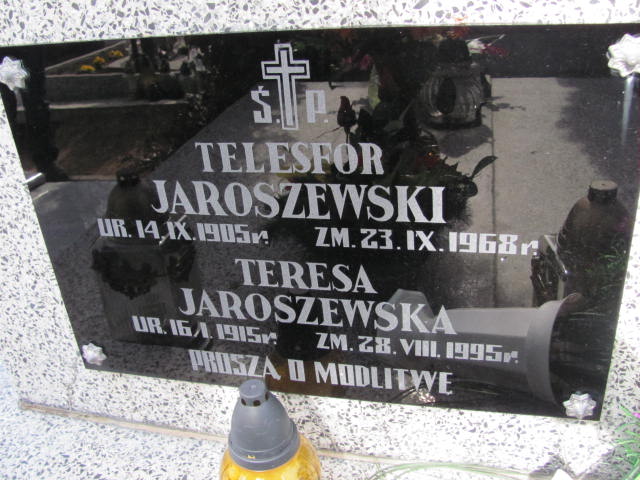 Ś.P.
TELESFOR
JAROSZEWSKI
UR. 14.IX.1905r. ZM. 23.IX.1968r.
TERESA
JAROSZEWSKA
UR. 16.I.1915r. ZM. 28.VIII.1995r.
PROSZĄ O MODLITWĘ